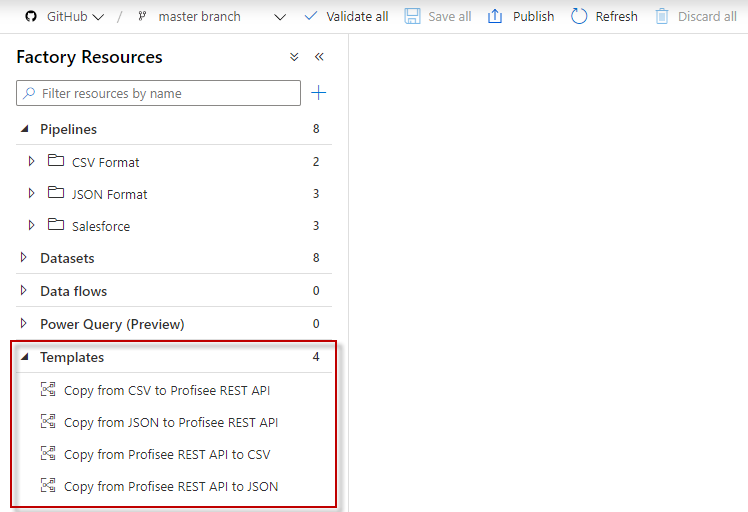 GitHub / master branch Validate all Save all Publish Refresh Discard all
Factory Resources
Filter resources by name
Pipelines 8
CSV Format 2
JSON Format 3
Salesforce 3
Datasets 8
Data flows 0
Power Query (Preview) 0
Templates 4
Copy from CSV to Profisee REST API
Copy from JSON to Profisee REST API
Copy from Profisee REST API to CSV
Copy from Profisee REST API to JSON